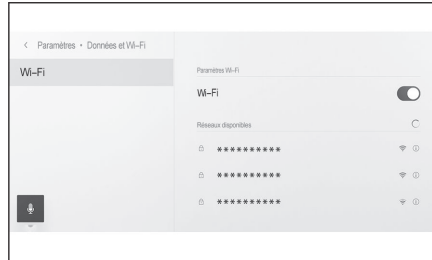 < Paramètres • Données et Wi-Fi
Wi-Fi
Paramètres Wi-Fi
Wi-Fi
Réseaux disponibles
**********
**********
**********